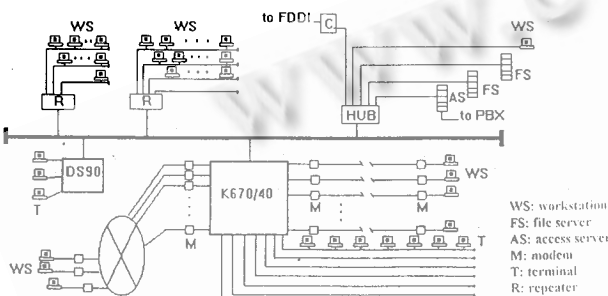 to FDDI
C
WS
WS
WS
FS
FS
AS
R
R
HUB
to PBX
DS90
T
K670/40
WS
M
M
M
T
WS
WS: workstation
FS: file server
AS: access server
M: modem
T: terminal
R: repeater